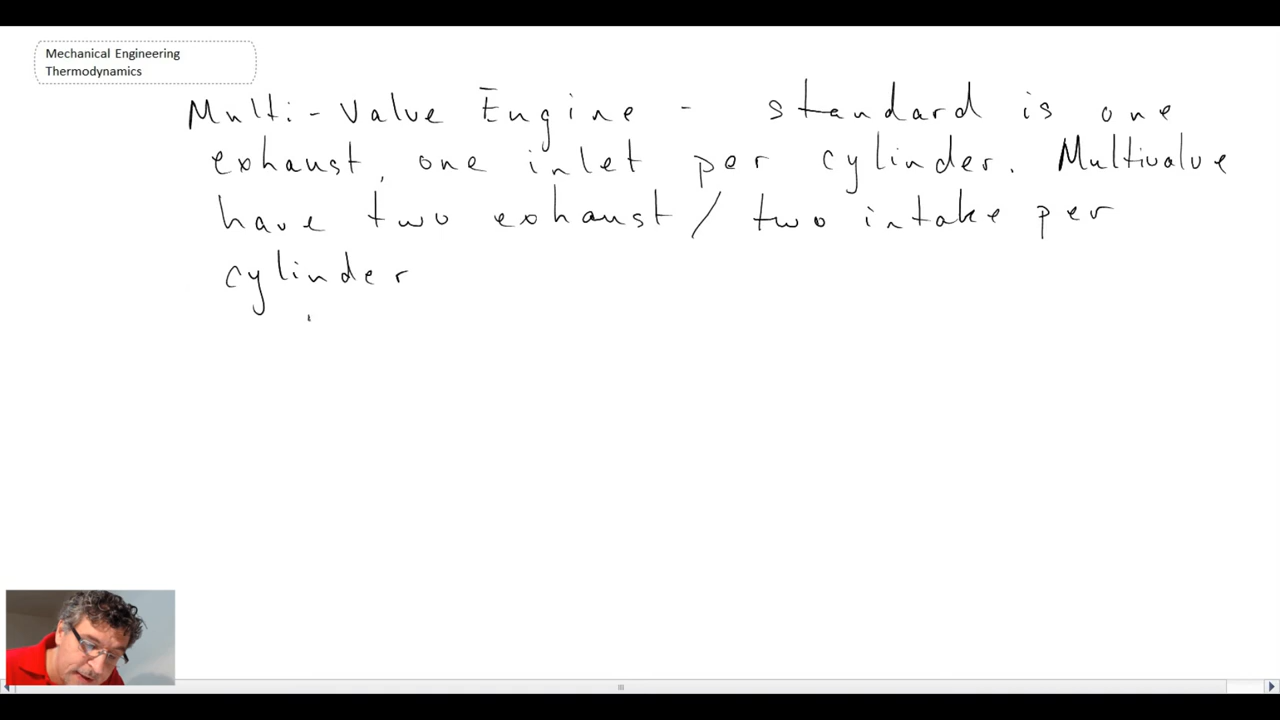 Mechanical Engineering
Thermodynamics
Multi-Valve Engine - standard is one
exhaust, one inlet per cylinder. Multivalve
have two exhaust / two intake per
cylinder